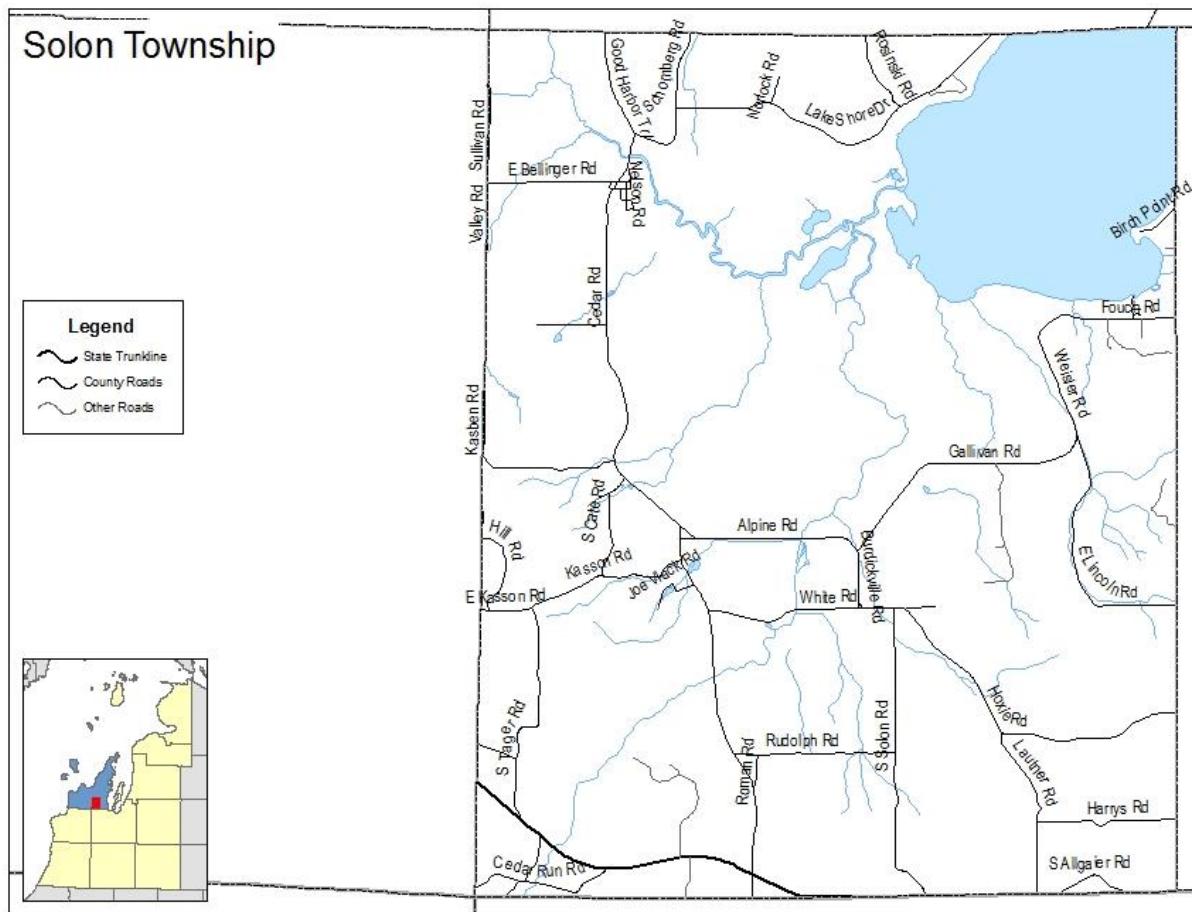 Solon Township
Good Harbor Trl
Schomberg Rd
Norlock Rd
Rosinski Rd
Lake Shore Dr
Sullivan Rd
E Bellinger Rd
Nelson Rd
Valley Rd
Birch Point Rd
Cedar Rd
Fouch Rd
Legend
State Trunkline
County Roads
Other Roads
Weisler Rd
Kasben Rd
Gallivan Rd
S Cate Rd
Hill Rd
Alpine Rd
Kasson Rd
Joe Vlack Rd
Burdickville Rd
E Lincoln Rd
E Kasson Rd
White Rd
Hoxie Rd
S Tager Rd
Rudolph Rd
S Solon Rd
Roman Rd
Lautner Rd
Harrys Rd
Cedar Run Rd
S Allgaier Rd